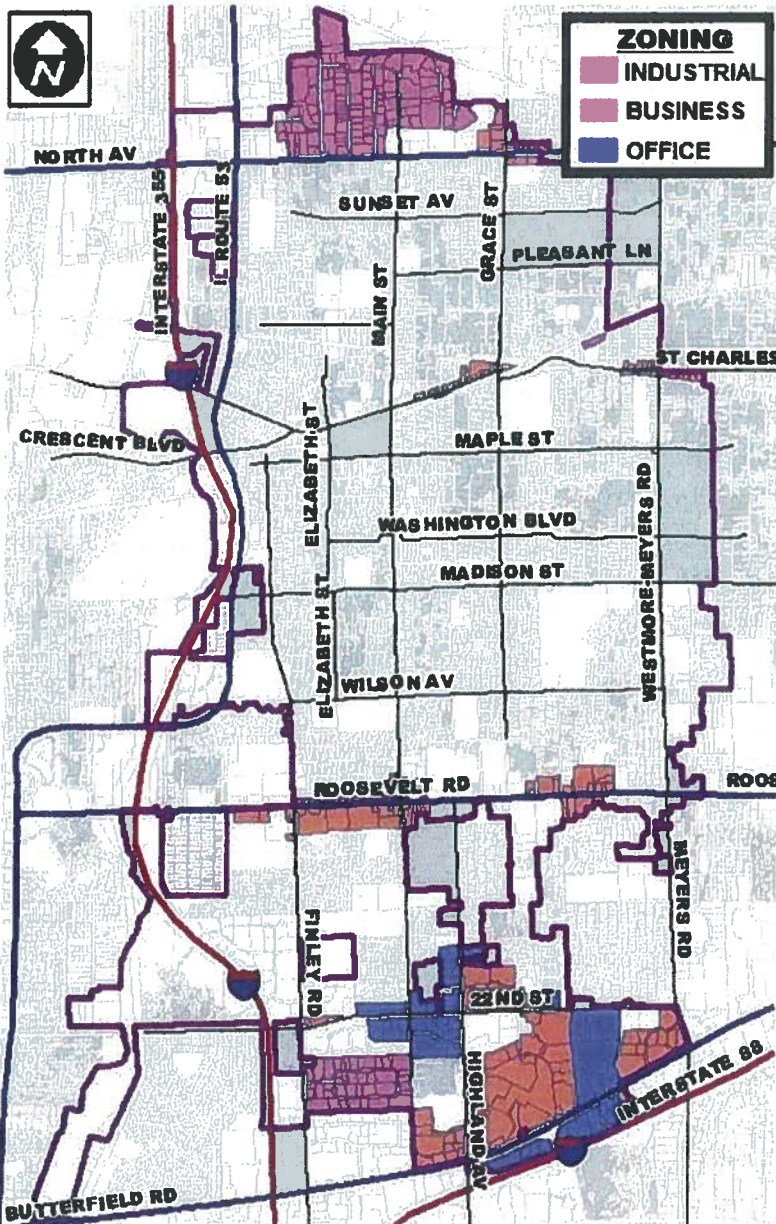 N
ZONING
INDUSTRIAL
BUSINESS
OFFICE
NORTH AV
INTERSTATE 355
IL ROUTE 53
SUNSET AV
GRACE ST
PLEASANT LN
MAIN ST
ST CHARLES
CRESCENT BLVD
ELIZABETH ST
MAPLE ST
WASHINGTON BLVD
WESTMORE-MEYERS RD
MADISON ST
ELIZABETH ST
WILSON AV
ROOSEVELT RD
ROOS
MEYERS RD
FINLEY RD
22ND ST
HIGHLAND AV
INTERSTATE 88
BUTTERFIELD RD